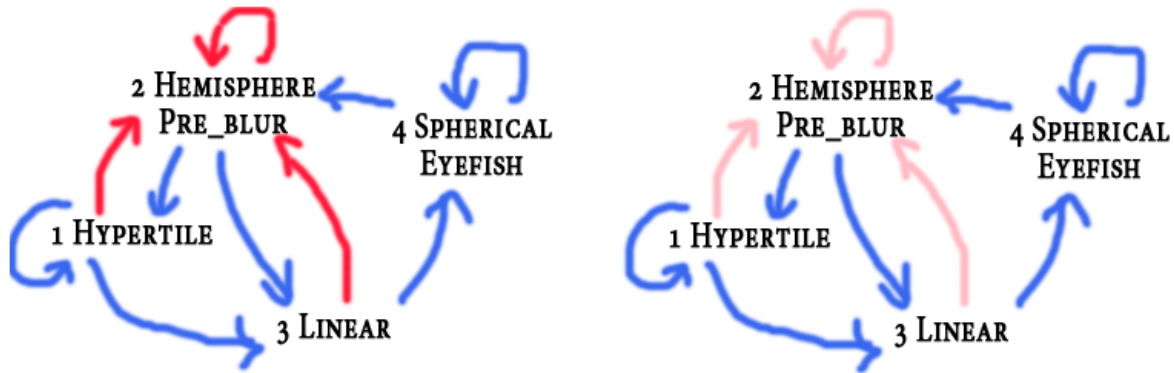 2 Hemisphere
Pre_blur
4 Spherical
Eyefish
1 Hypertile
3 Linear
2 Hemisphere
Pre_blur
4 Spherical
Eyefish
1 Hypertile
3 Linear